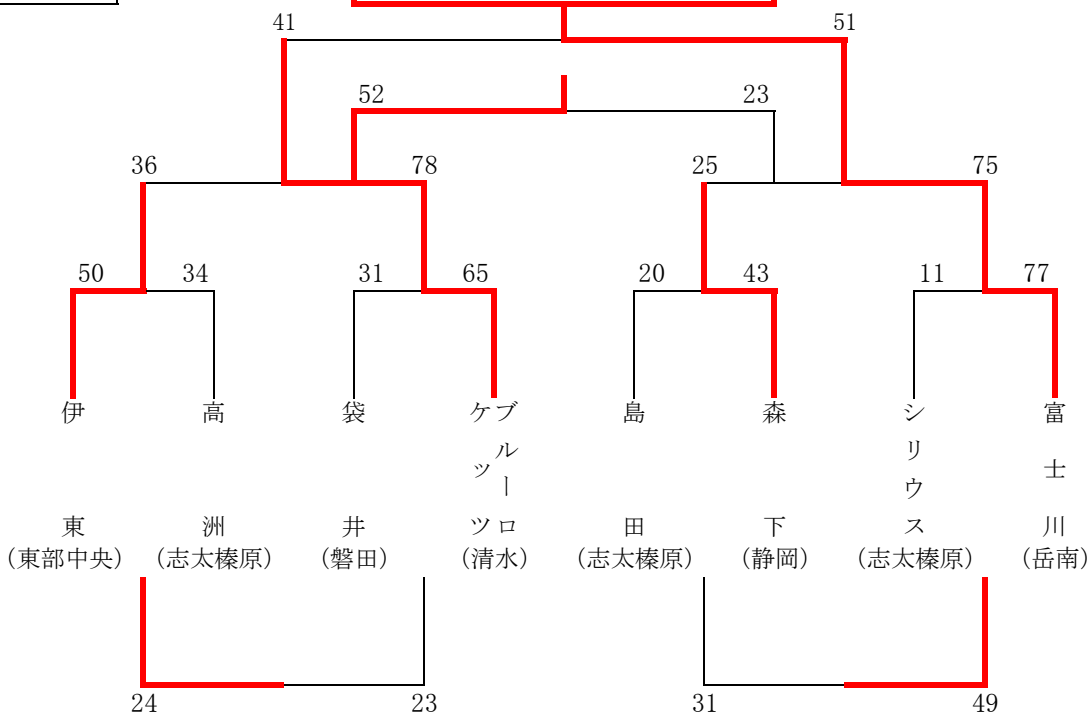 41 51
52 23
36 78 25 75
50 34 31 65 20 43 11 77
伊東
(東部中央)
高洲
(志太榛原)
袋井
(磐田)
ブルーロケッツ
(清水)
島田
(志太榛原)
森下
(静岡)
シリウス
(志太榛原)
富士川
(岳南)
24 23 31 49